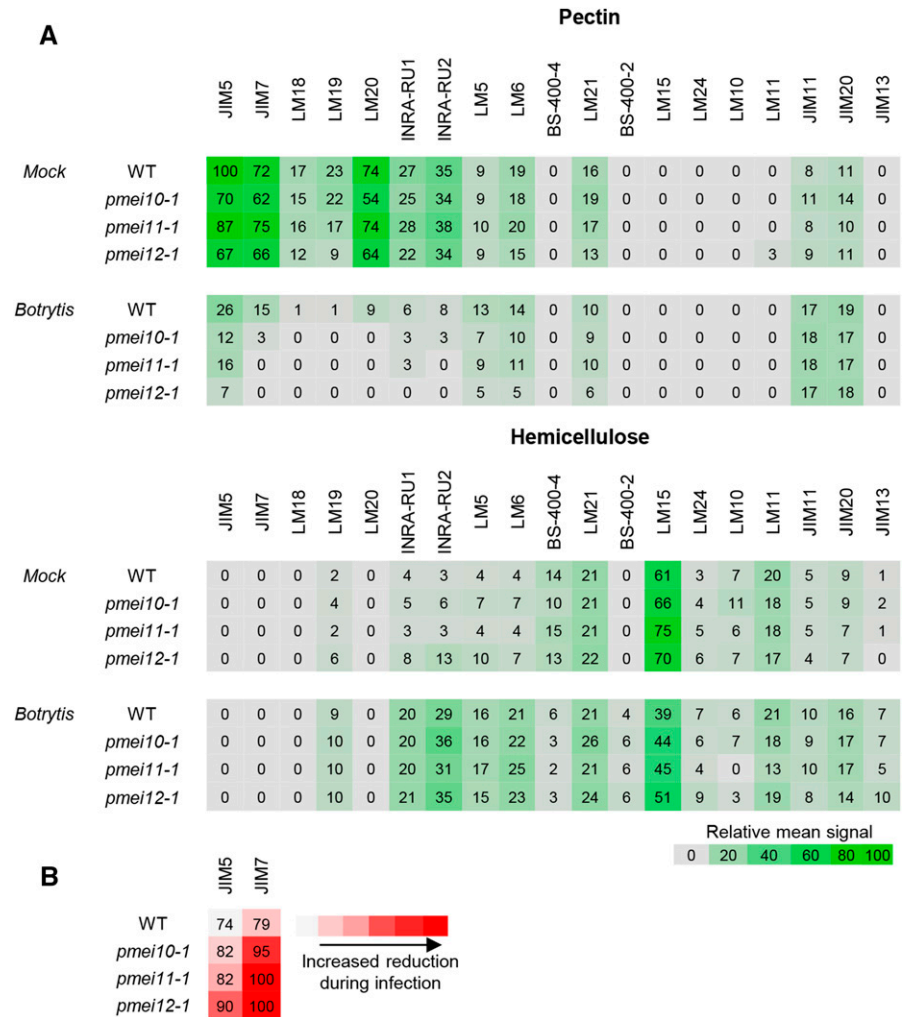 A
Pectin
JIM5 JIM7 LM18 LM19 LM20 INRA-RU1 INRA-RU2 LM5 LM6 BS-400-4 LM21 BS-400-2 LM15 LM24 LM10 LM11 JIM11 JIM20 JIM13
Mock WT 100 72 17 23 74 27 35 9 19 0 16 0 0 0 0 0 8 11 0
pmei10-1 70 62 15 22 54 25 34 9 18 0 19 0 0 0 0 0 11 14 0
pmei11-1 87 75 16 17 74 28 38 10 20 0 17 0 0 0 0 0 8 10 0
pmei12-1 67 66 12 9 64 22 34 9 15 0 13 0 0 0 0 3 9 11 0
Botrytis WT 26 15 1 1 9 6 8 13 14 0 10 0 0 0 0 0 17 19 0
pmei10-1 12 3 0 0 0 3 3 7 10 0 9 0 0 0 0 0 18 17 0
pmei11-1 16 0 0 0 0 3 0 9 11 0 10 0 0 0 0 0 18 17 0
pmei12-1 7 0 0 0 0 0 0 5 5 0 6 0 0 0 0 0 17 18 0
Hemicellulose
JIM5 JIM7 LM18 LM19 LM20 INRA-RU1 INRA-RU2 LM5 LM6 BS-400-4 LM21 BS-400-2 LM15 LM24 LM10 LM11 JIM11 JIM20 JIM13
Mock WT 0 0 0 2 0 4 3 4 4 14 21 0 61 3 7 20 5 9 1
pmei10-1 0 0 0 4 0 5 6 7 7 10 21 0 66 4 11 18 5 9 2
pmei11-1 0 0 0 2 0 3 3 4 4 15 21 0 75 5 6 18 5 7 1
pmei12-1 0 0 0 6 0 8 13 10 7 13 22 0 70 6 7 17 4 7 0
Botrytis WT 0 0 0 9 0 20 29 16 21 6 21 4 39 7 6 21 10 16 7
pmei10-1 0 0 0 10 0 20 36 16 22 3 26 6 44 6 7 18 9 17 7
pmei11-1 0 0 0 10 0 20 31 17 25 2 21 6 45 4 0 13 10 17 5
pmei12-1 0 0 0 10 0 21 35 15 23 3 24 6 51 9 3 19 8 14 10
Relative mean signal
0 20 40 60 80 100
B
JIM5 JIM7
WT 74 79
pmei10-1 82 95
pmei11-1 82 100
pmei12-1 90 100
Increased reduction
during infection